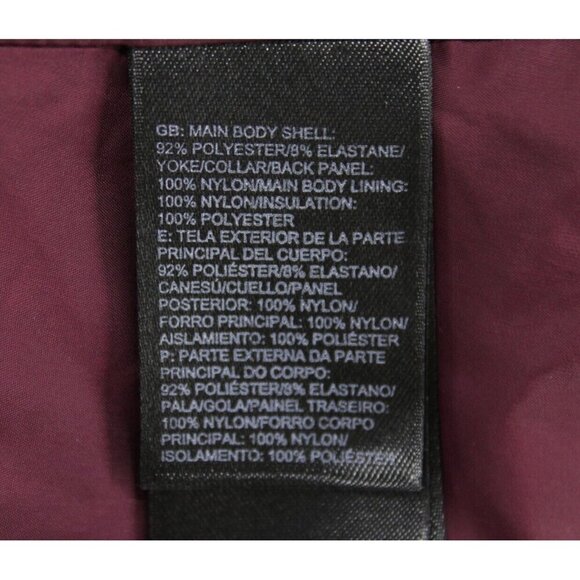 GB: MAIN BODY SHELL:
92% POLYESTER/8% ELASTANE/
YOKE/COLLAR/BACK PANEL:
100% NYLON/MAIN BODY LINING:
100% NYLON/INSULATION:
100% POLYESTER
E: TELA EXTERIOR DE LA PARTE
PRINCIPAL DEL CUERPO:
92% POLIÉSTER/8% ELASTANO/
CANESÚ/CUELLO/PANEL
POSTERIOR: 100% NYLON/
FORRO PRINCIPAL: 100% NYLON/
AISLAMIENTO: 100% POLIÉSTER
P: PARTE EXTERNA DA PARTE
PRINCIPAL DO CORPO:
92% POLIÉSTER/8% ELASTANO/
PALA/GOLA/PAINEL TRASEIRO:
100% NYLON/FORRO CORPO
PRINCIPAL: 100% NYLON/
ISOLAMENTO: 100% POLIÉSTER